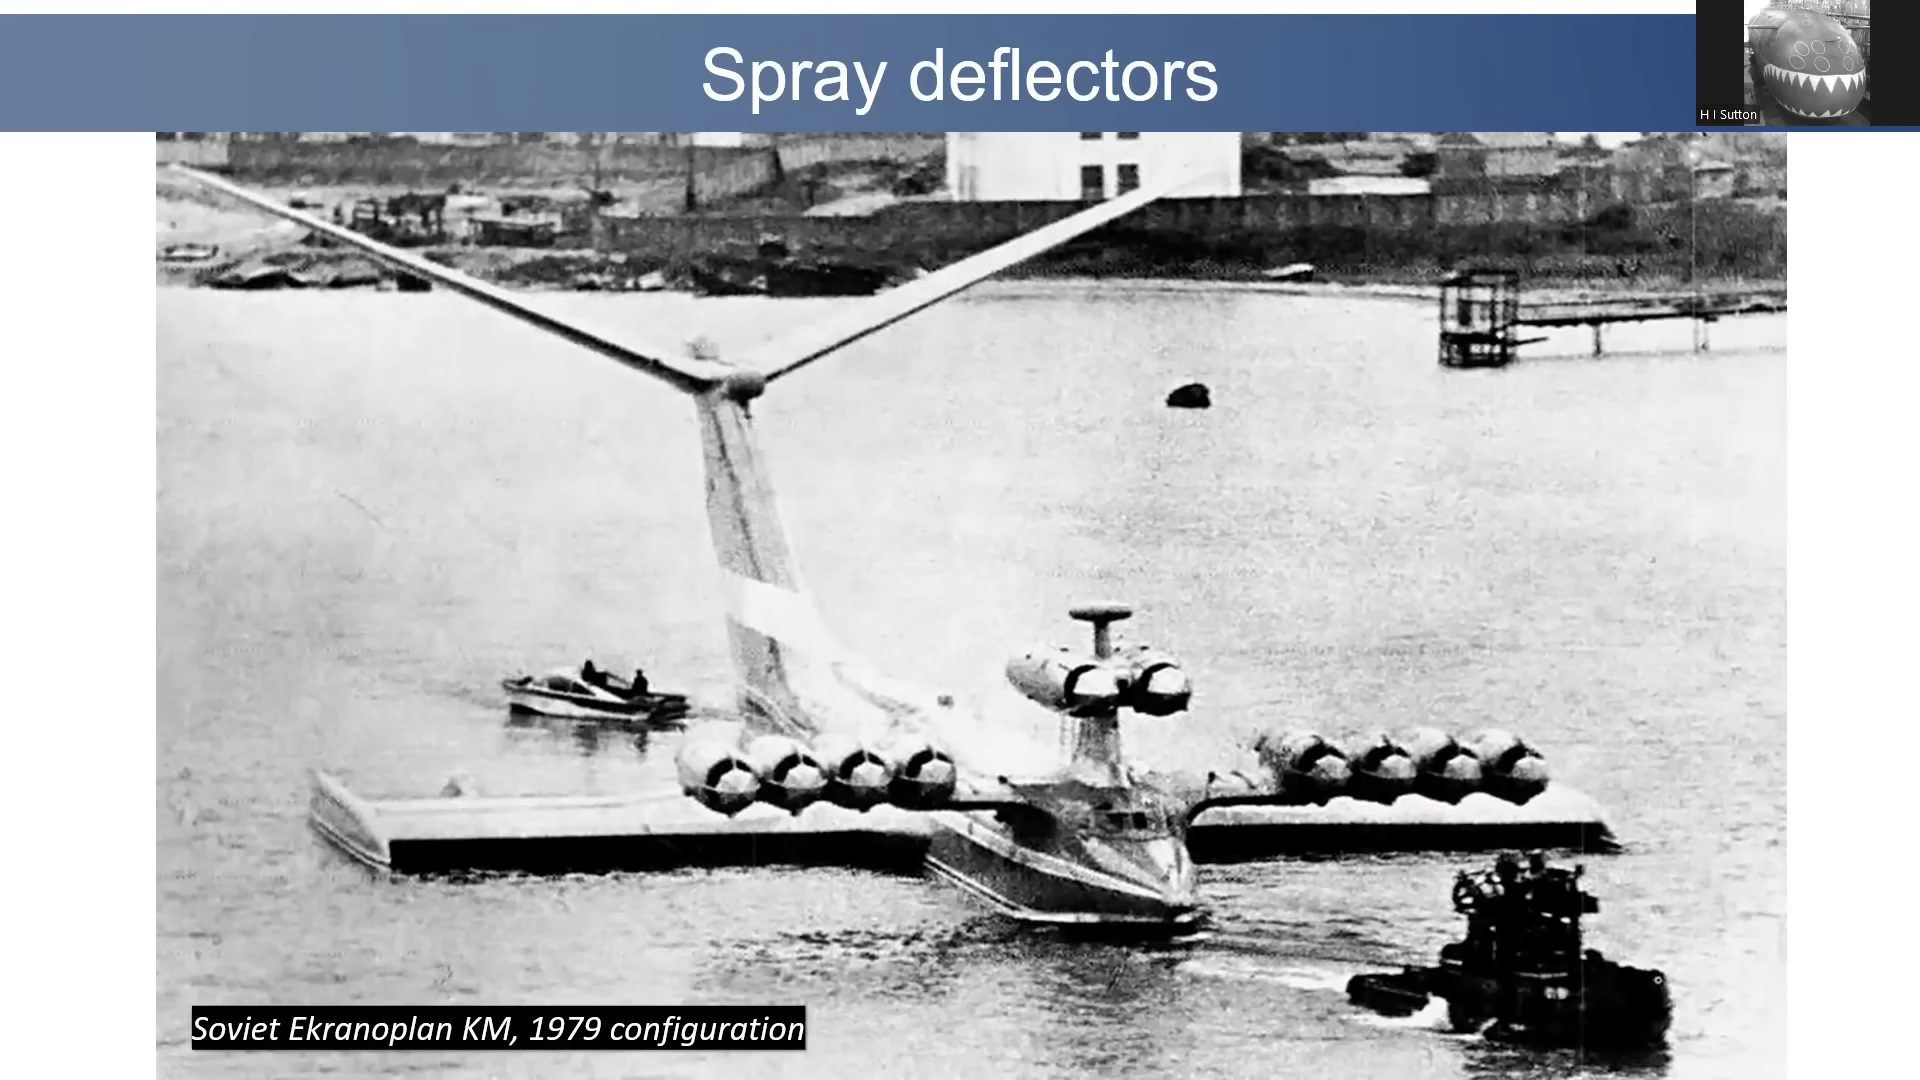 Spray deflectors
H I Sutton
Soviet Ekranoplan KM, 1979 configuration